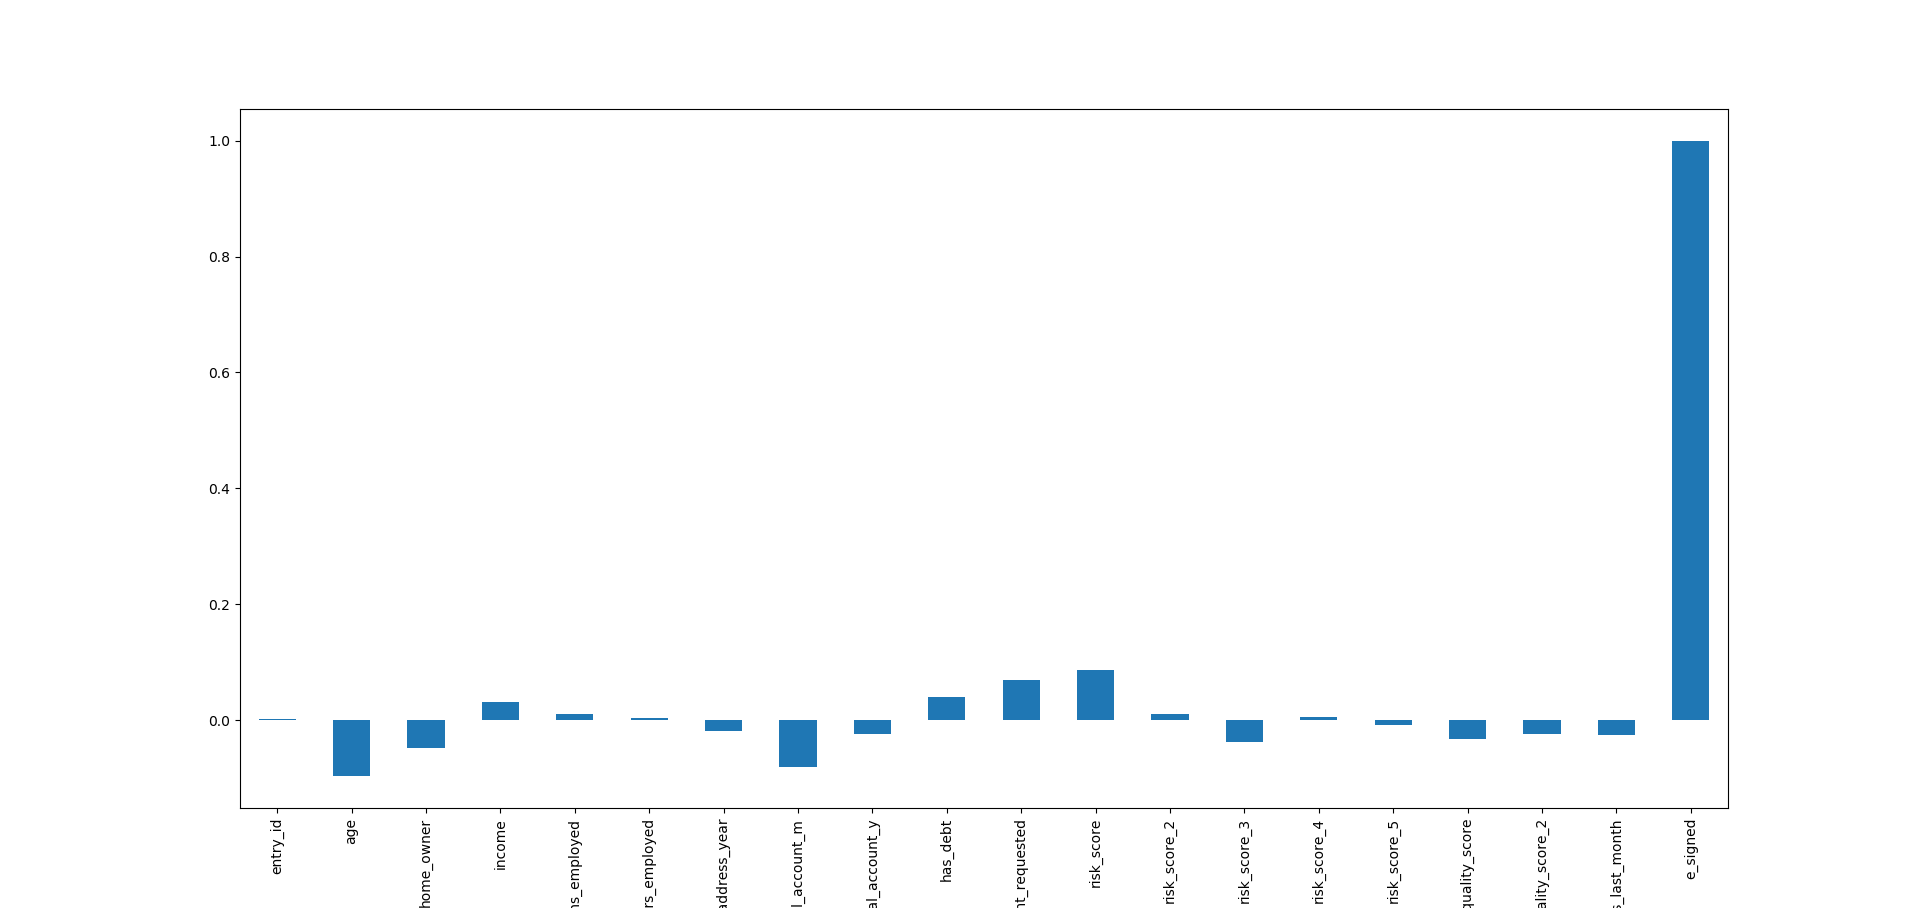 1.0
0.8
0.6
0.4
0.2
0.0
entry_id
age
home_owner
income
ns_employed
rs_employed
address_year
l_account_m
al_account_y
has_debt
nt_requested
risk_score
risk_score_2
risk_score_3
risk_score_4
risk_score_5
quality_score
ality_score_2
s_last_month
e_signed